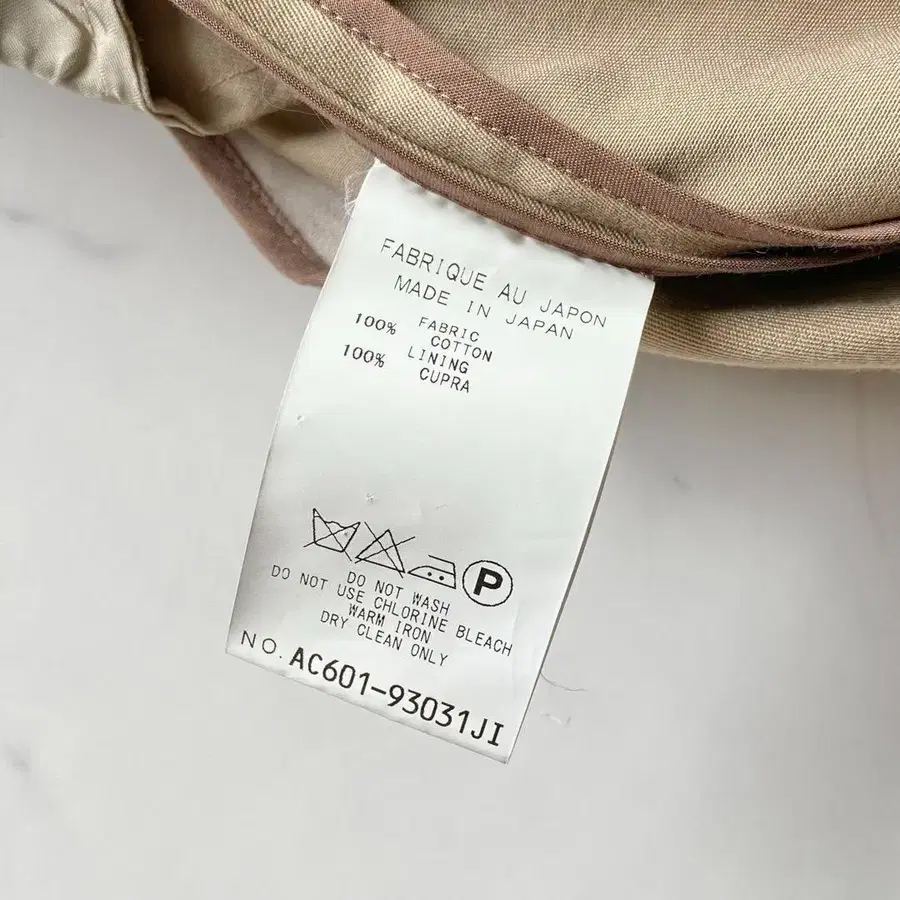 FABRIQUE AU JAPON
MADE IN JAPAN
FABRIC
100% COTTON
LINING
100% CUPRA
P
DO NOT WASH
DO NOT USE CHLORINE BLEACH
WARM IRON
DRY CLEAN ONLY
NO. AC601-93031JI